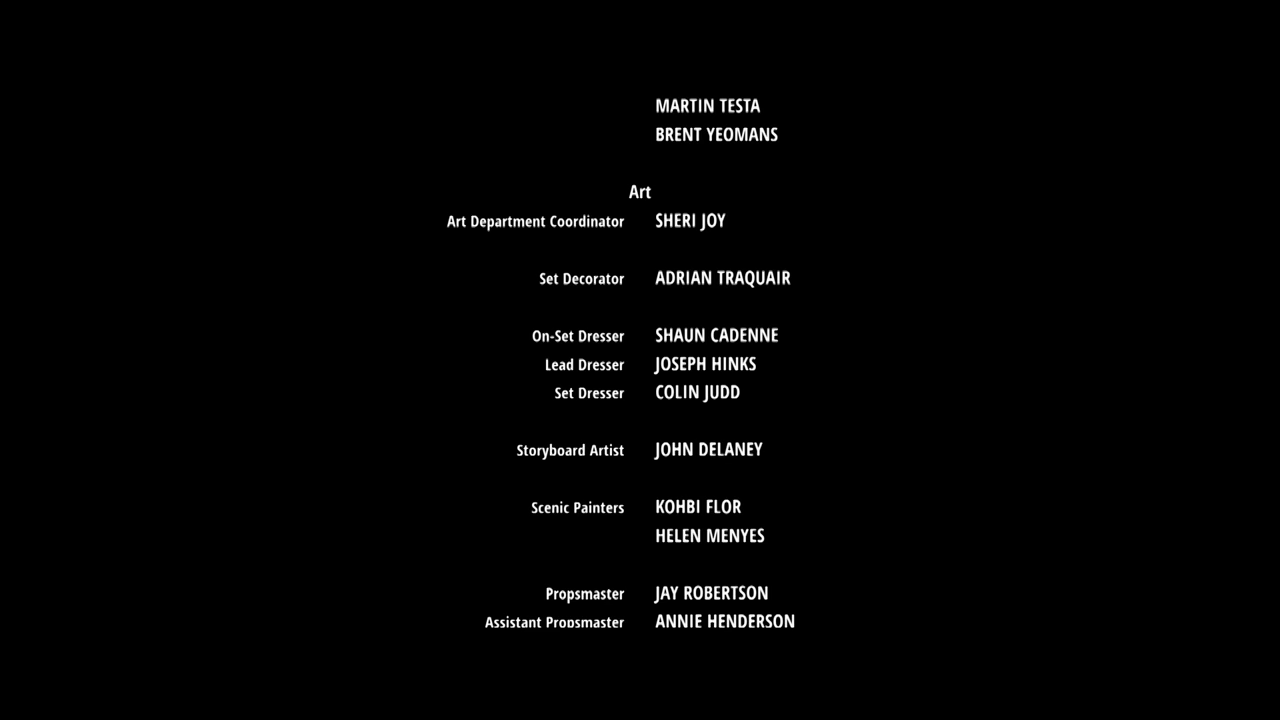 MARTIN TESTA
BRENT YEOMANS
Art
Art Department Coordinator SHERI JOY
Set Decorator ADRIAN TRAQUAIR
On-Set Dresser SHAUN CADENNE
Lead Dresser JOSEPH HINKS
Set Dresser COLIN JUDD
Storyboard Artist JOHN DELANEY
Scenic Painters KOHBI FLOR
HELEN MENYES
Propsmaster JAY ROBERTSON
Assistant Propsmaster ANNIE HENDERSON